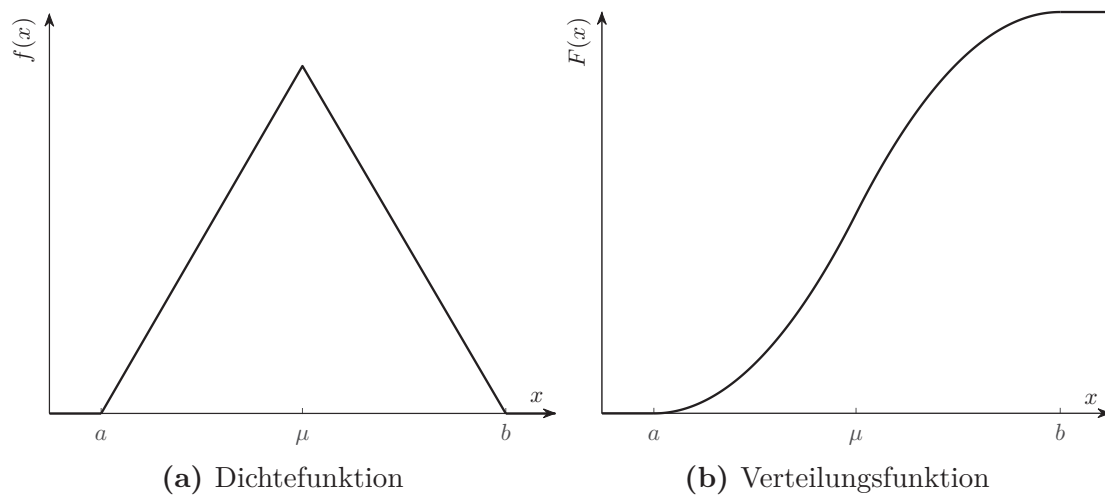 f(x)
x
a μ b
(a) Dichtefunktion
F(x)
x
a μ b
(b) Verteilungsfunktion